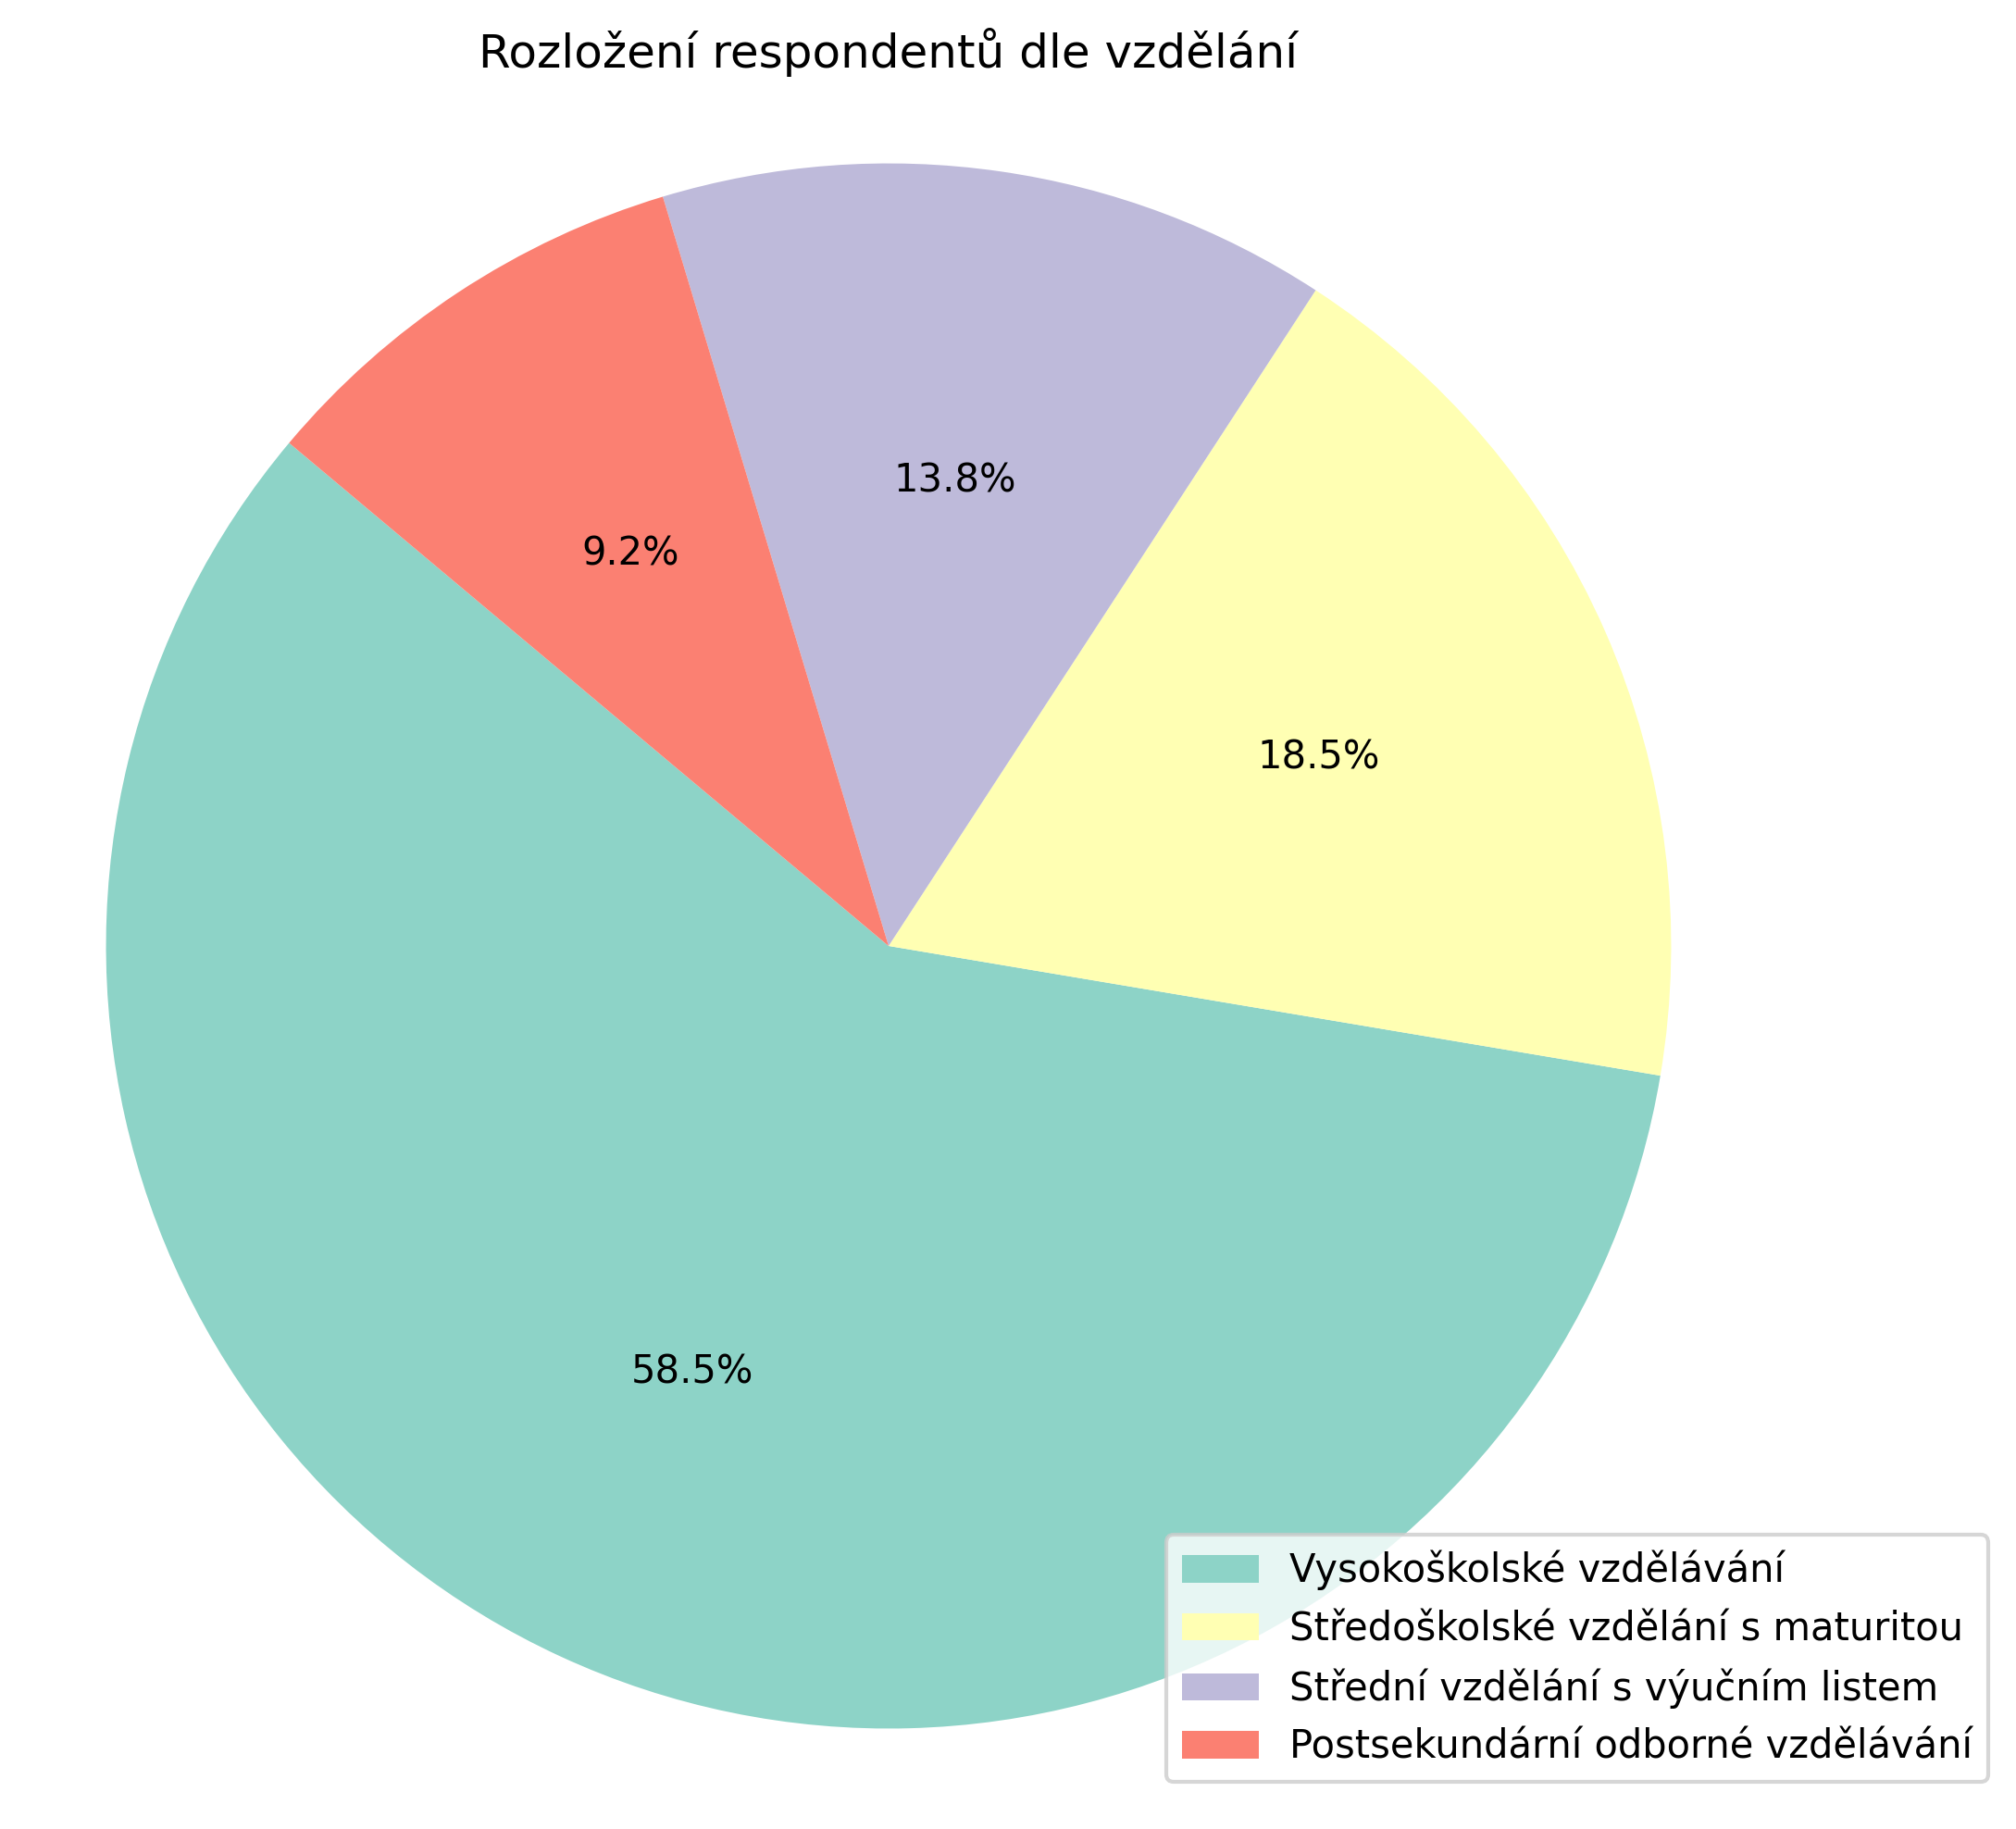 Rozložení respondentů dle vzdělání
13.8%
9.2%
18.5%
58.5%
Vysokoškolské vzdělávání
Středoškolské vzdělání s maturitou
Střední vzdělání s výučním listem
Postsekundární odborné vzdělávání